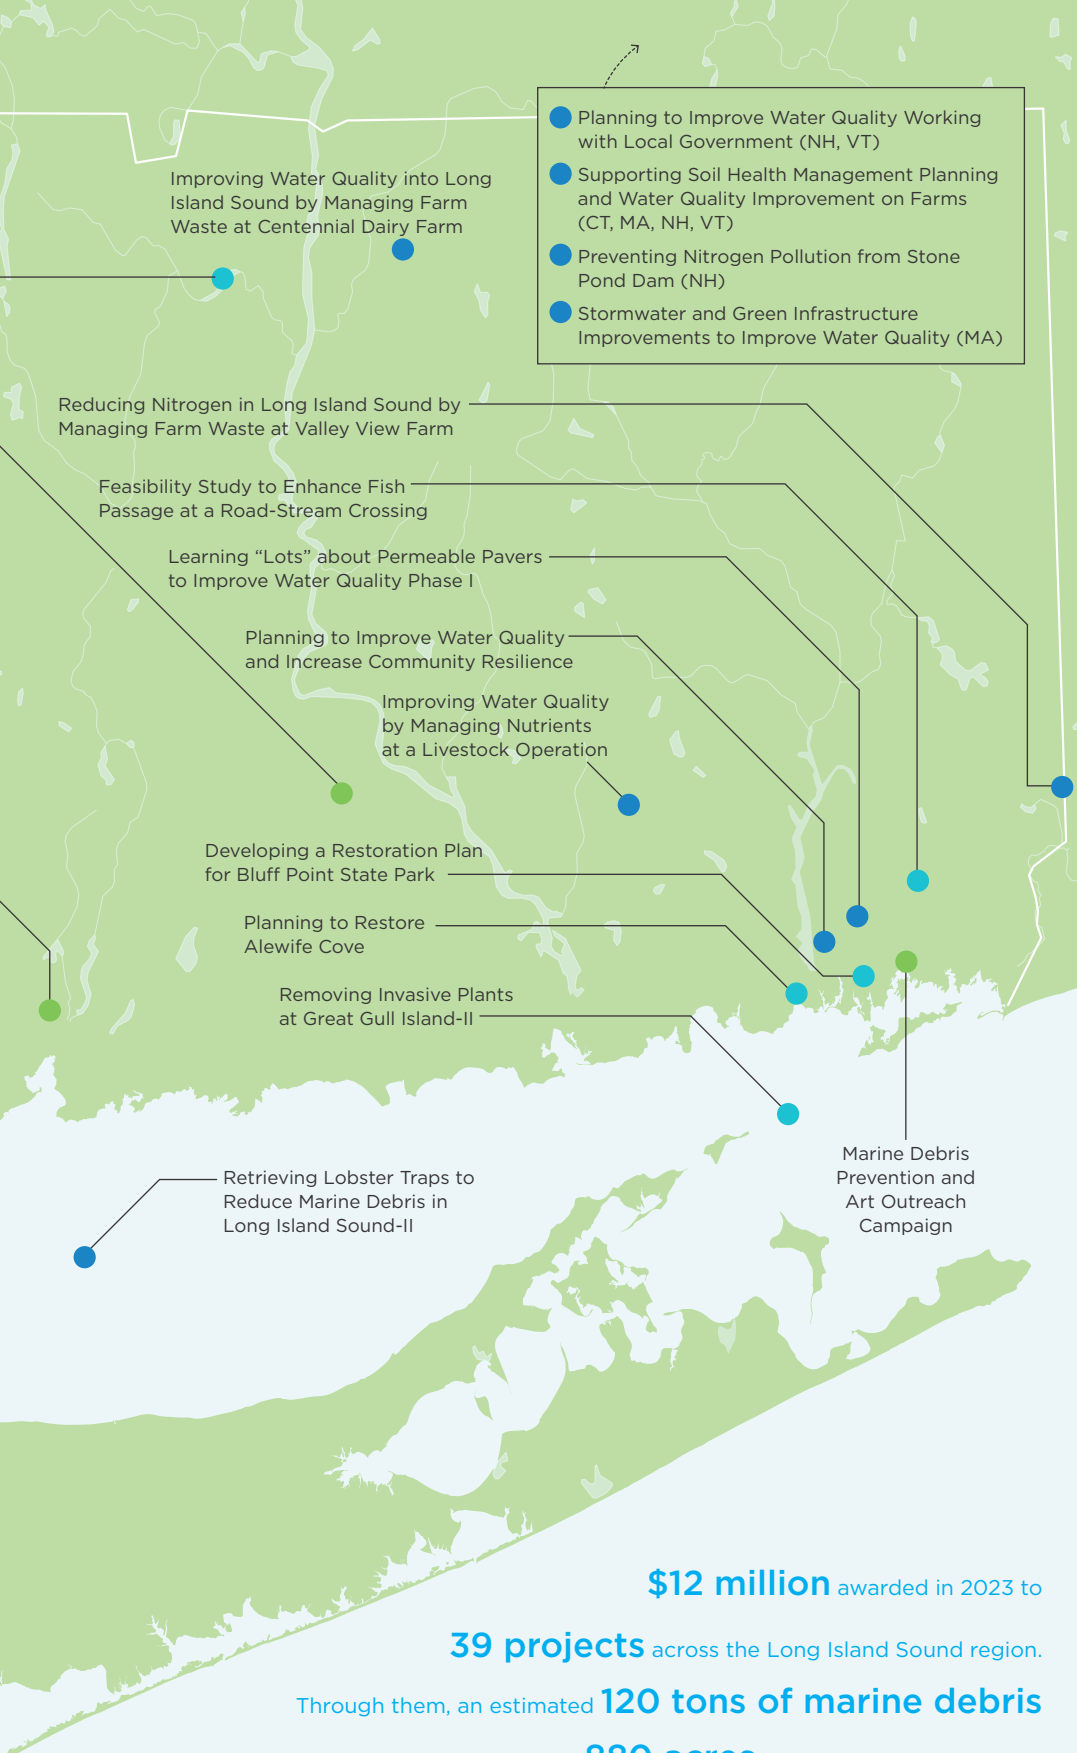 Planning to Improve Water Quality Working
with Local Government (NH, VT)
Supporting Soil Health Management Planning
and Water Quality Improvement on Farms
(CT, MA, NH, VT)
Preventing Nitrogen Pollution from Stone
Pond Dam (NH)
Stormwater and Green Infrastructure
Improvements to Improve Water Quality (MA)
Improving Water Quality into Long
Island Sound by Managing Farm
Waste at Centennial Dairy Farm
Reducing Nitrogen in Long Island Sound by
Managing Farm Waste at Valley View Farm
Feasibility Study to Enhance Fish
Passage at a Road-Stream Crossing
Learning “Lots” about Permeable Pavers
to Improve Water Quality Phase I
Planning to Improve Water Quality
and Increase Community Resilience
Improving Water Quality
by Managing Nutrients
at a Livestock Operation
Developing a Restoration Plan
for Bluff Point State Park
Planning to Restore
Alewife Cove
Removing Invasive Plants
at Great Gull Island-II
Marine Debris
Prevention and
Art Outreach
Campaign
Retrieving Lobster Traps to
Reduce Marine Debris in
Long Island Sound-II
$12 million awarded in 2023 to
39 projects across the Long Island Sound region.
Through them, an estimated 120 tons of marine debris